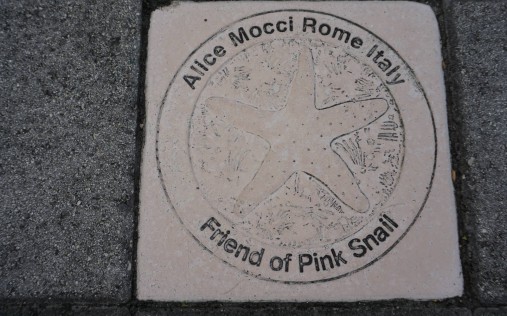 Alice Mocci Rome Italy
Friend of Pink Snail